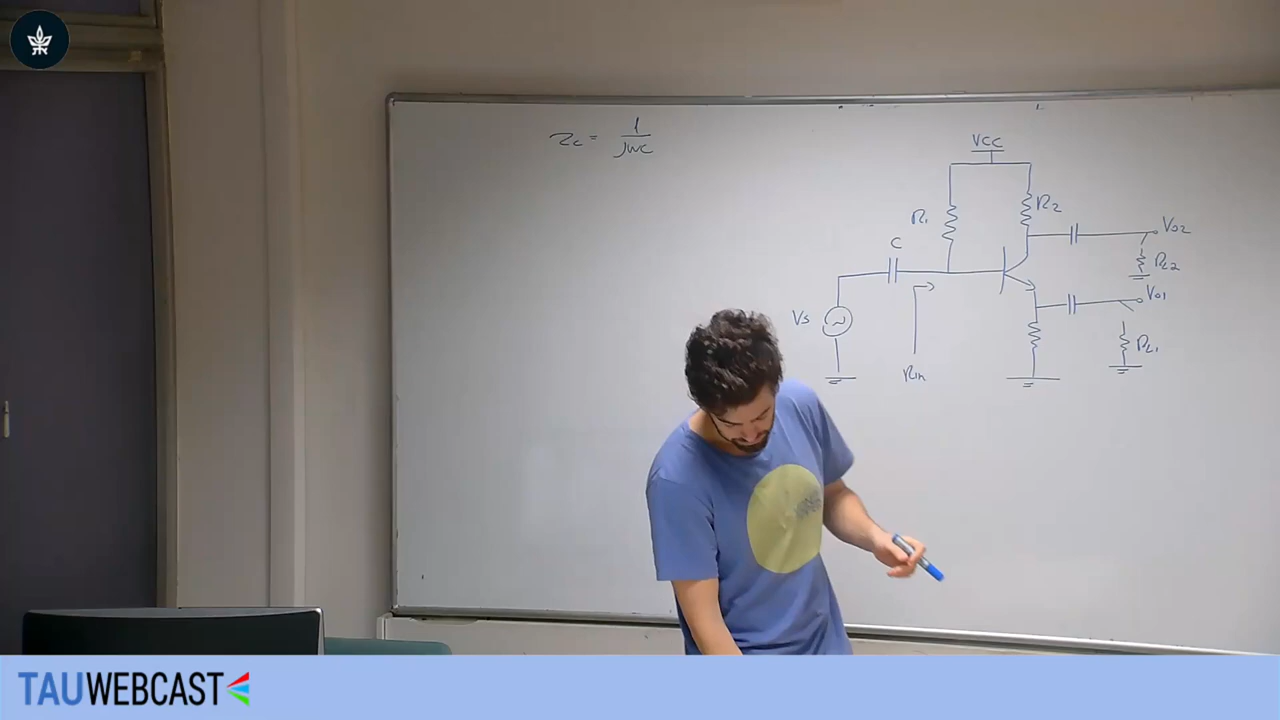 Zc = 1/jwc
VCC
R1
R2
C
VO2
RL2
VO1
VS
RL1
Rin
TAUWEBCAST